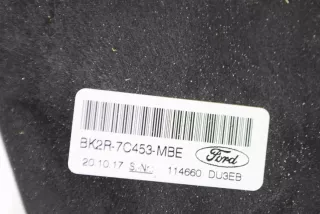 BK2R-7C453-MBE
Ford
20.10.17 S.Nr.: 114660 DU3EB